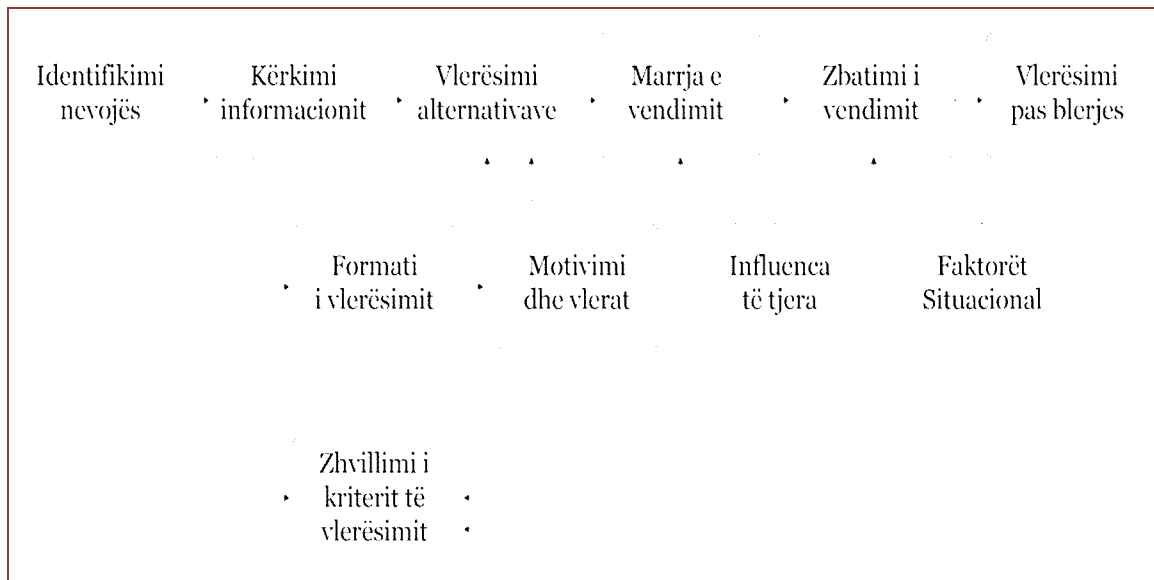 Identifikimi
nevojës
Kërkimi
informacionit
Vlerësimi
alternativave
Marrja e
vendimit
Zbatimi i
vendimit
Vlerësimi
pas blerjes
Formati
i vlerësimit
Motivimi
dhe vlerat
Influenca
të tjera
Faktorët
Situacional
Zhvillimi i
kriterit të
vlerësimit